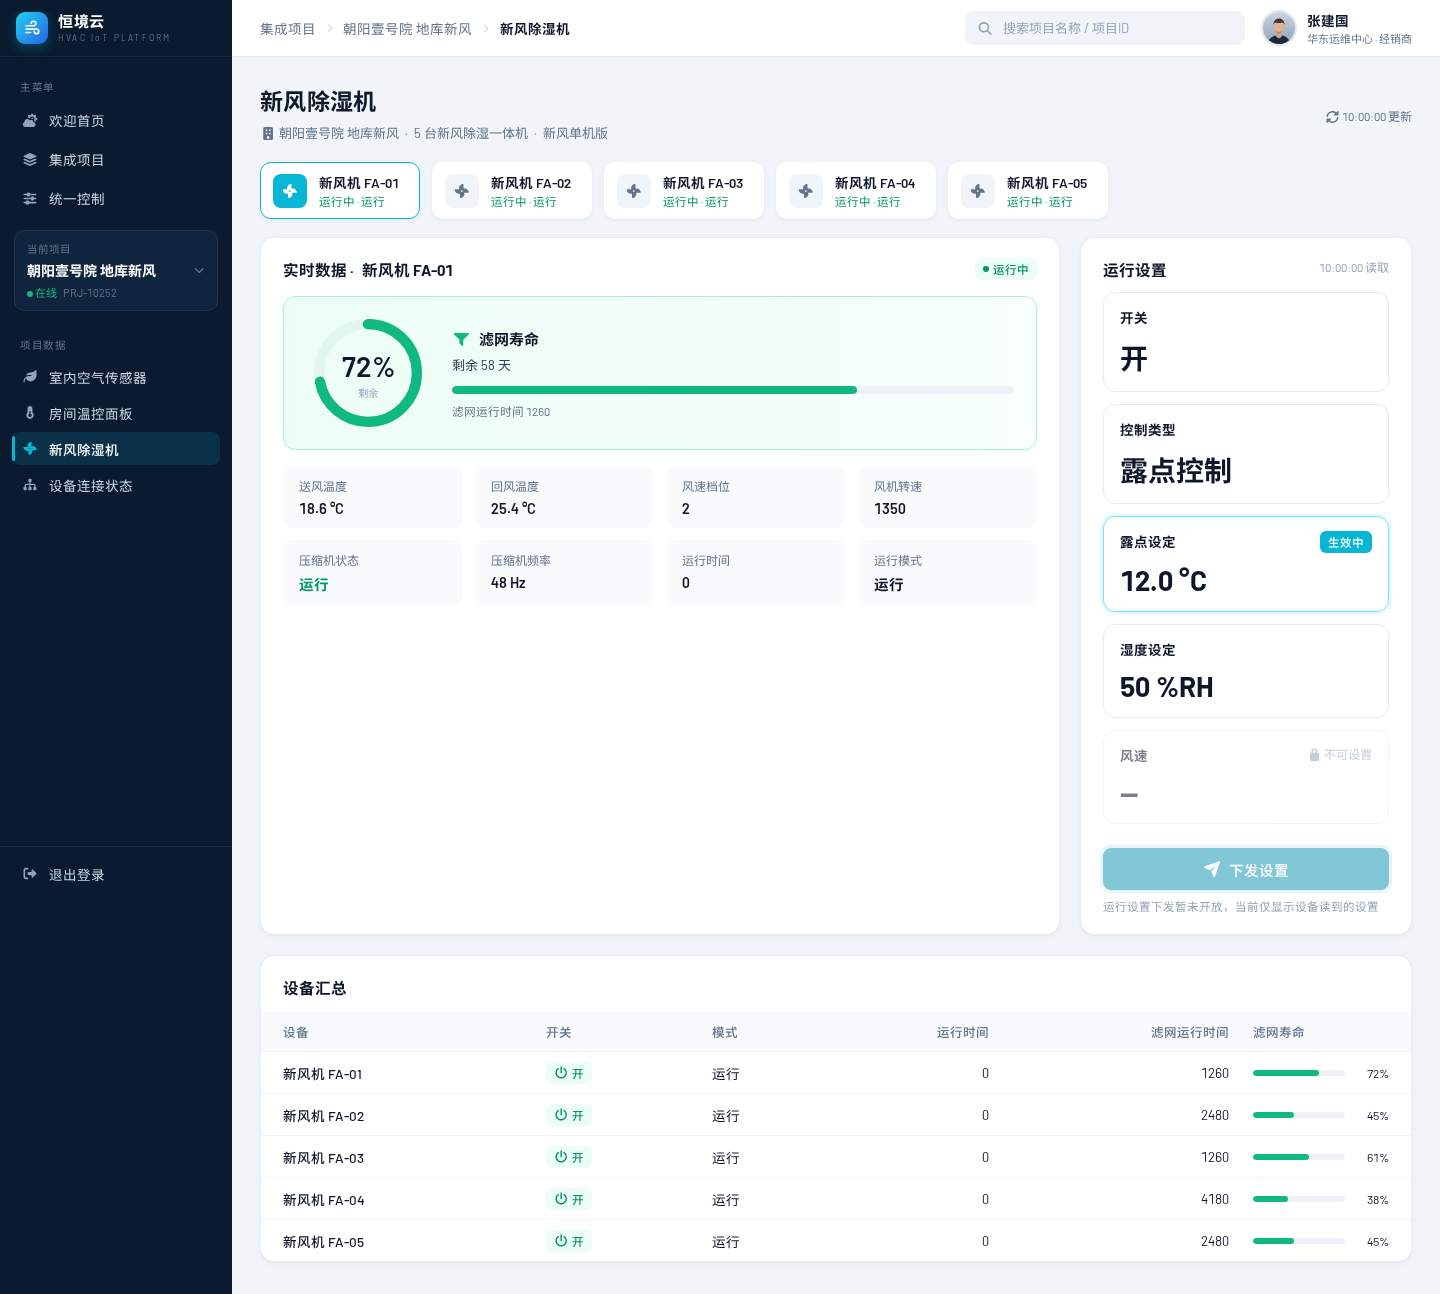 恒境云
HVAC IoT PLATFORM
主菜单
欢迎首页
集成项目
统一控制
当前项目
朝阳壹号院 地库新风
在线 PRJ-10252
项目数据
室内空气传感器
房间温控面板
新风除湿机
设备连接状态
退出登录
集成项目 > 朝阳壹号院 地库新风 > 新风除湿机
搜索项目名称 / 项目ID
张建国
华东运维中心 · 经销商
新风除湿机
朝阳壹号院 地库新风 · 5 台新风除湿一体机 · 新风单机版
10:00:00 更新
新风机 FA-01
运行中 · 运行
新风机 FA-02
运行中 · 运行
新风机 FA-03
运行中 · 运行
新风机 FA-04
运行中 · 运行
新风机 FA-05
运行中 · 运行
实时数据 · 新风机 FA-01
运行中
72%
剩余
滤网寿命
剩余 58 天
滤网运行时间 1260
送风温度
18.6 °C
回风温度
25.4 °C
风速档位
2
风机转速
1350
压缩机状态
运行
压缩机频率
48 Hz
运行时间
0
运行模式
运行
运行设置
10:00:00 读取
开关
开
控制类型
露点控制
露点设定
生效中
12.0 °C
湿度设定
50 %RH
风速
不可设置
—
下发设置
运行设置下发暂未开放，当前仅显示设备读到的设置
设备汇总
设备 开关 模式 运行时间 滤网运行时间 滤网寿命
新风机 FA-01 开 运行 0 1260 72%
新风机 FA-02 开 运行 0 2480 45%
新风机 FA-03 开 运行 0 1260 61%
新风机 FA-04 开 运行 0 4180 38%
新风机 FA-05 开 运行 0 2480 45%